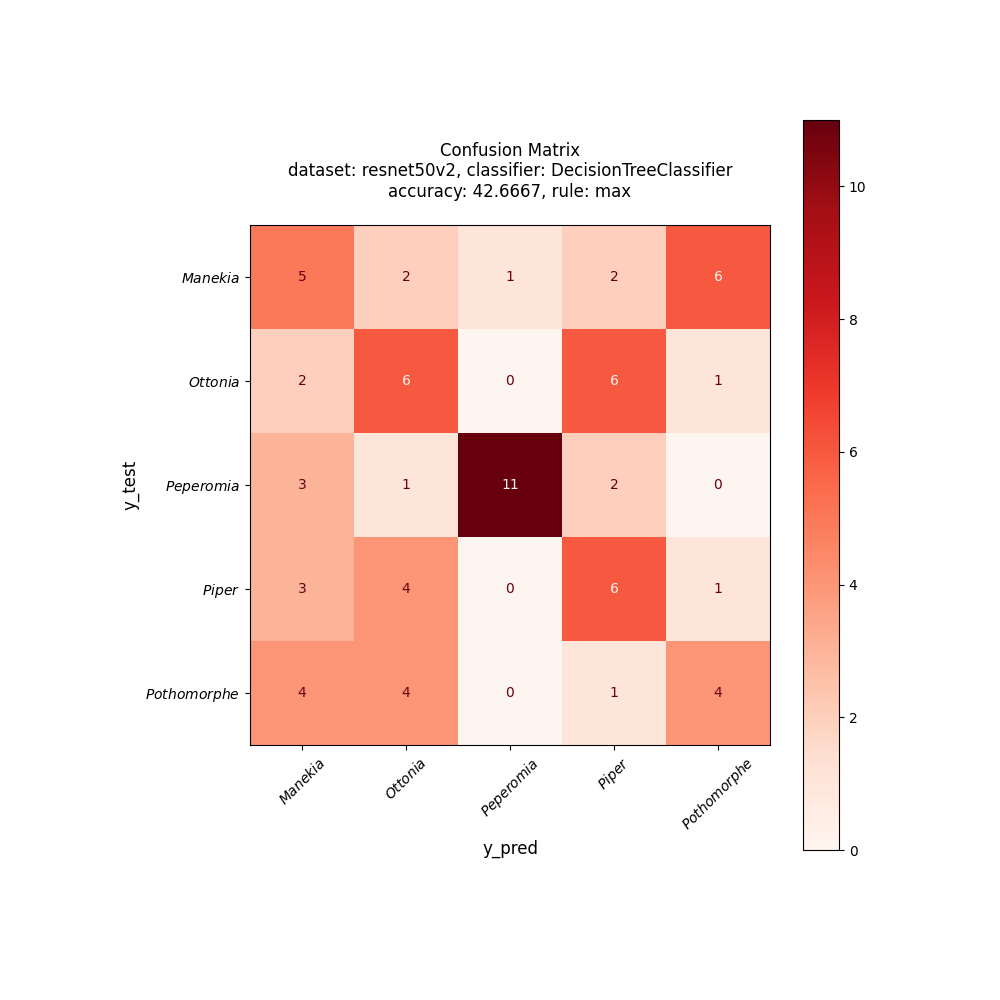 Confusion Matrix
dataset: resnet50v2, classifier: DecisionTreeClassifier
accuracy: 42.6667, rule: max
Manekia 5 2 1 2 6
Ottonia 2 6 0 6 1
Peperomia 3 1 11 2 0
Piper 3 4 0 6 1
Pothomorphe 4 4 0 1 4
Manekia Ottonia Peperomia Piper Pothomorphe
y_test
y_pred
10
8
6
4
2
0